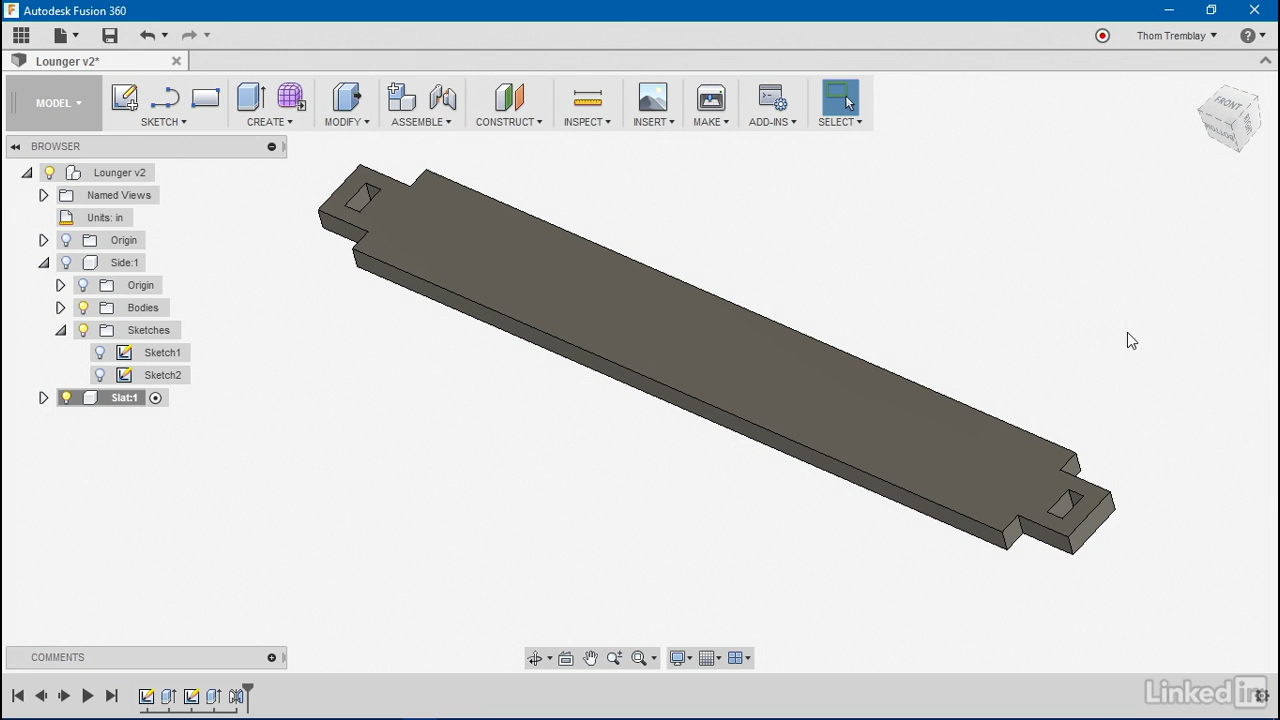 Autodesk Fusion 360
Thom Tremblay
Lounger v2*
MODEL
SKETCH
CREATE
MODIFY
ASSEMBLE
CONSTRUCT
INSPECT
INSERT
MAKE
ADD-INS
SELECT
FRONT
BOTTOM
BROWSER
Lounger v2
Named Views
Units: in
Origin
Side:1
Origin
Bodies
Sketches
Sketch1
Sketch2
Slat:1
COMMENTS
LinkedIn